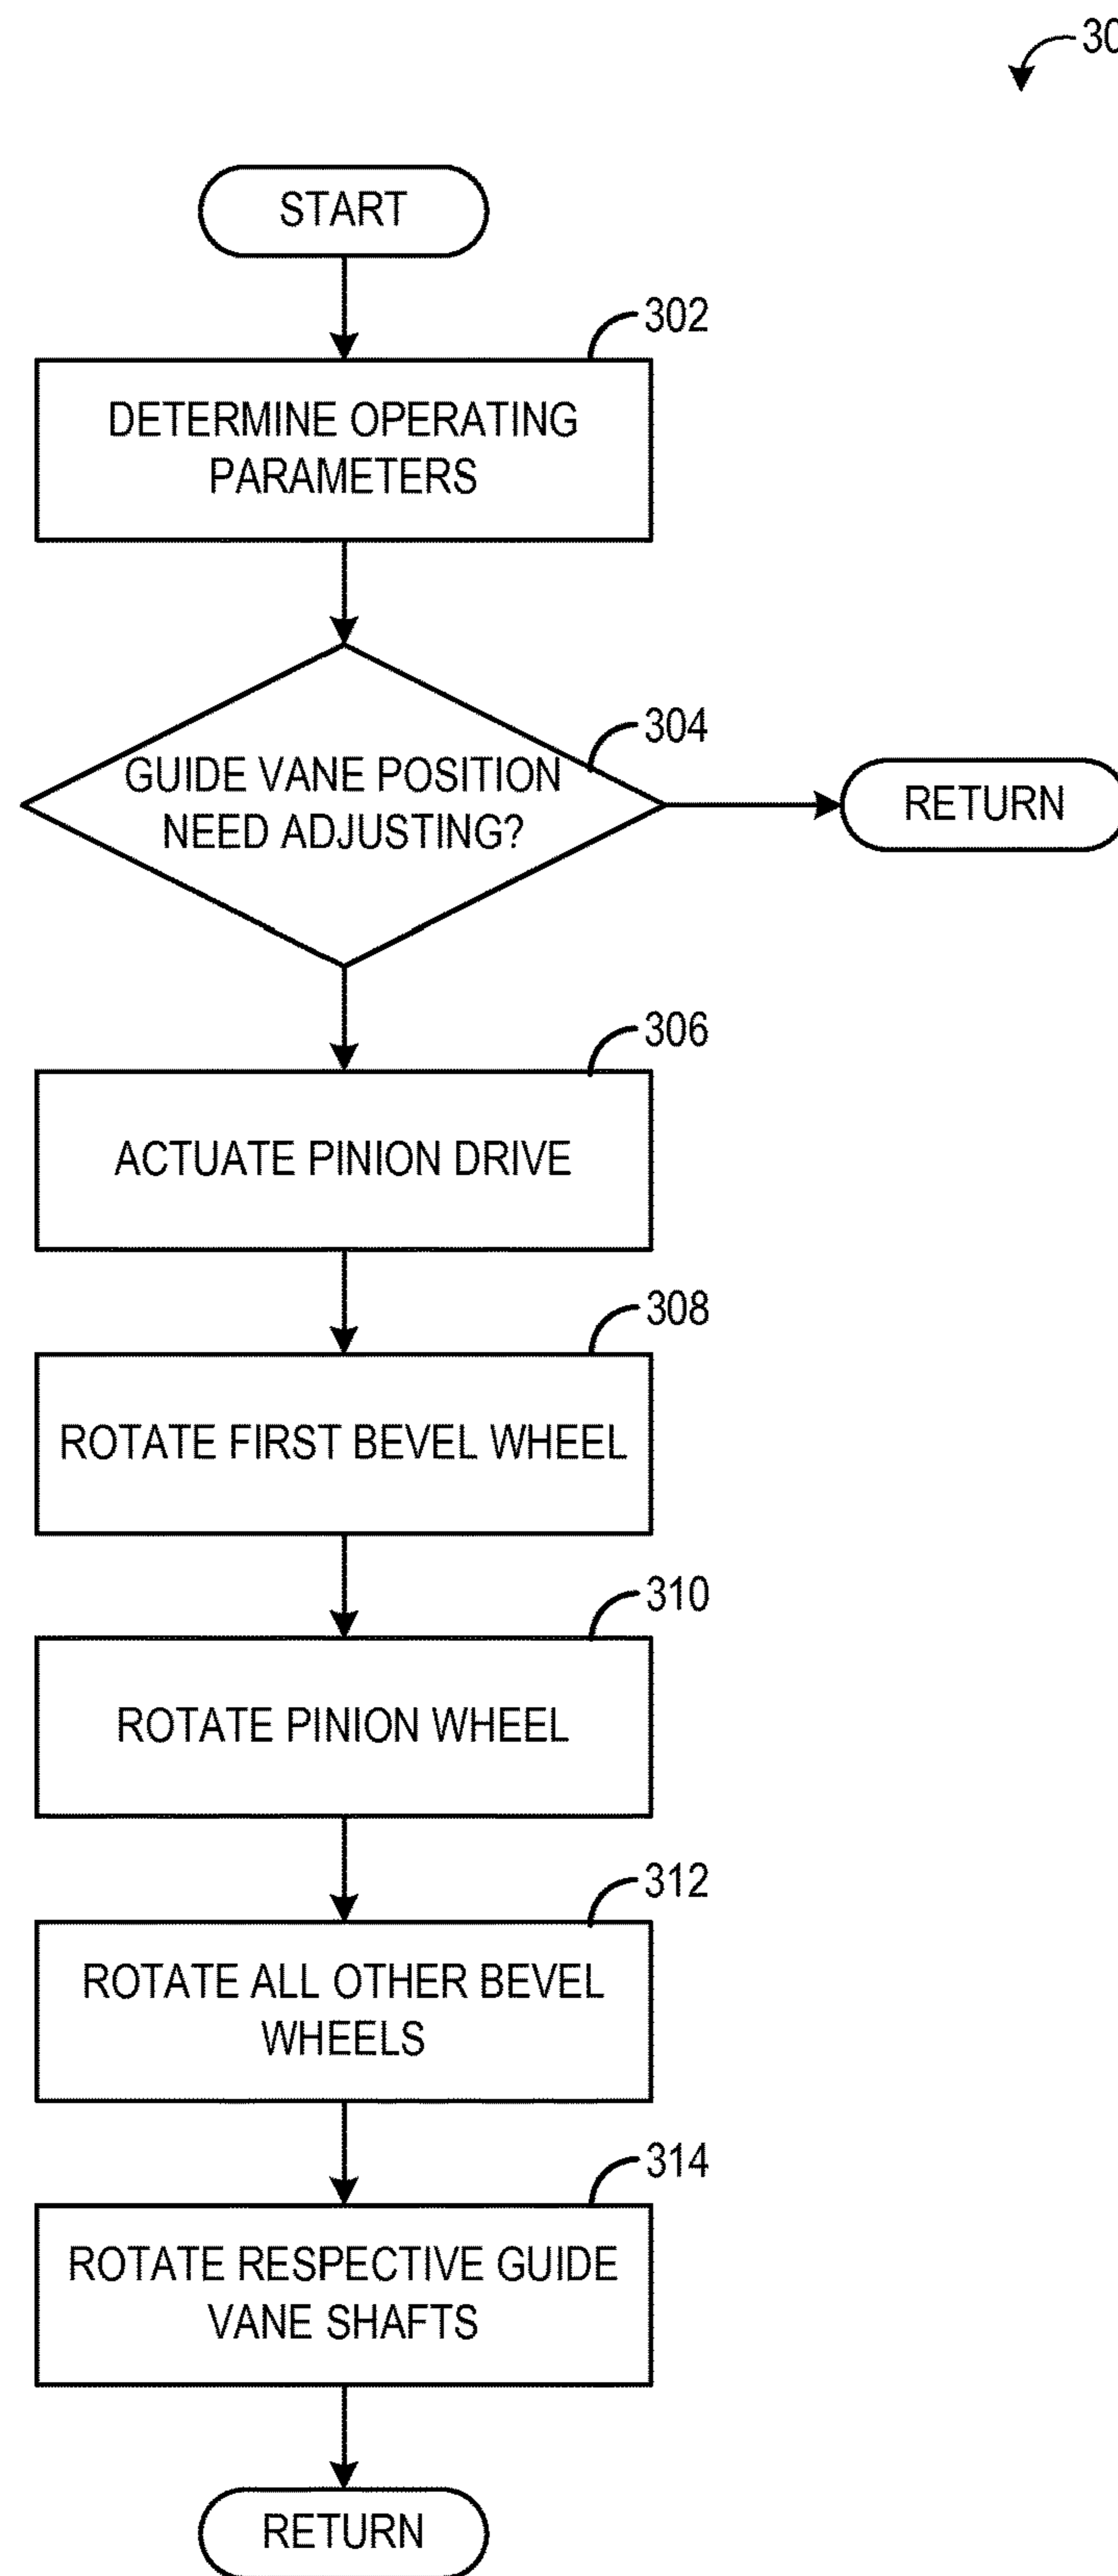 30
START
302
DETERMINE OPERATING
PARAMETERS
304
GUIDE VANE POSITION
NEED ADJUSTING?
RETURN
306
ACTUATE PINION DRIVE
308
ROTATE FIRST BEVEL WHEEL
310
ROTATE PINION WHEEL
312
ROTATE ALL OTHER BEVEL
WHEELS
314
ROTATE RESPECTIVE GUIDE
VANE SHAFTS
RETURN